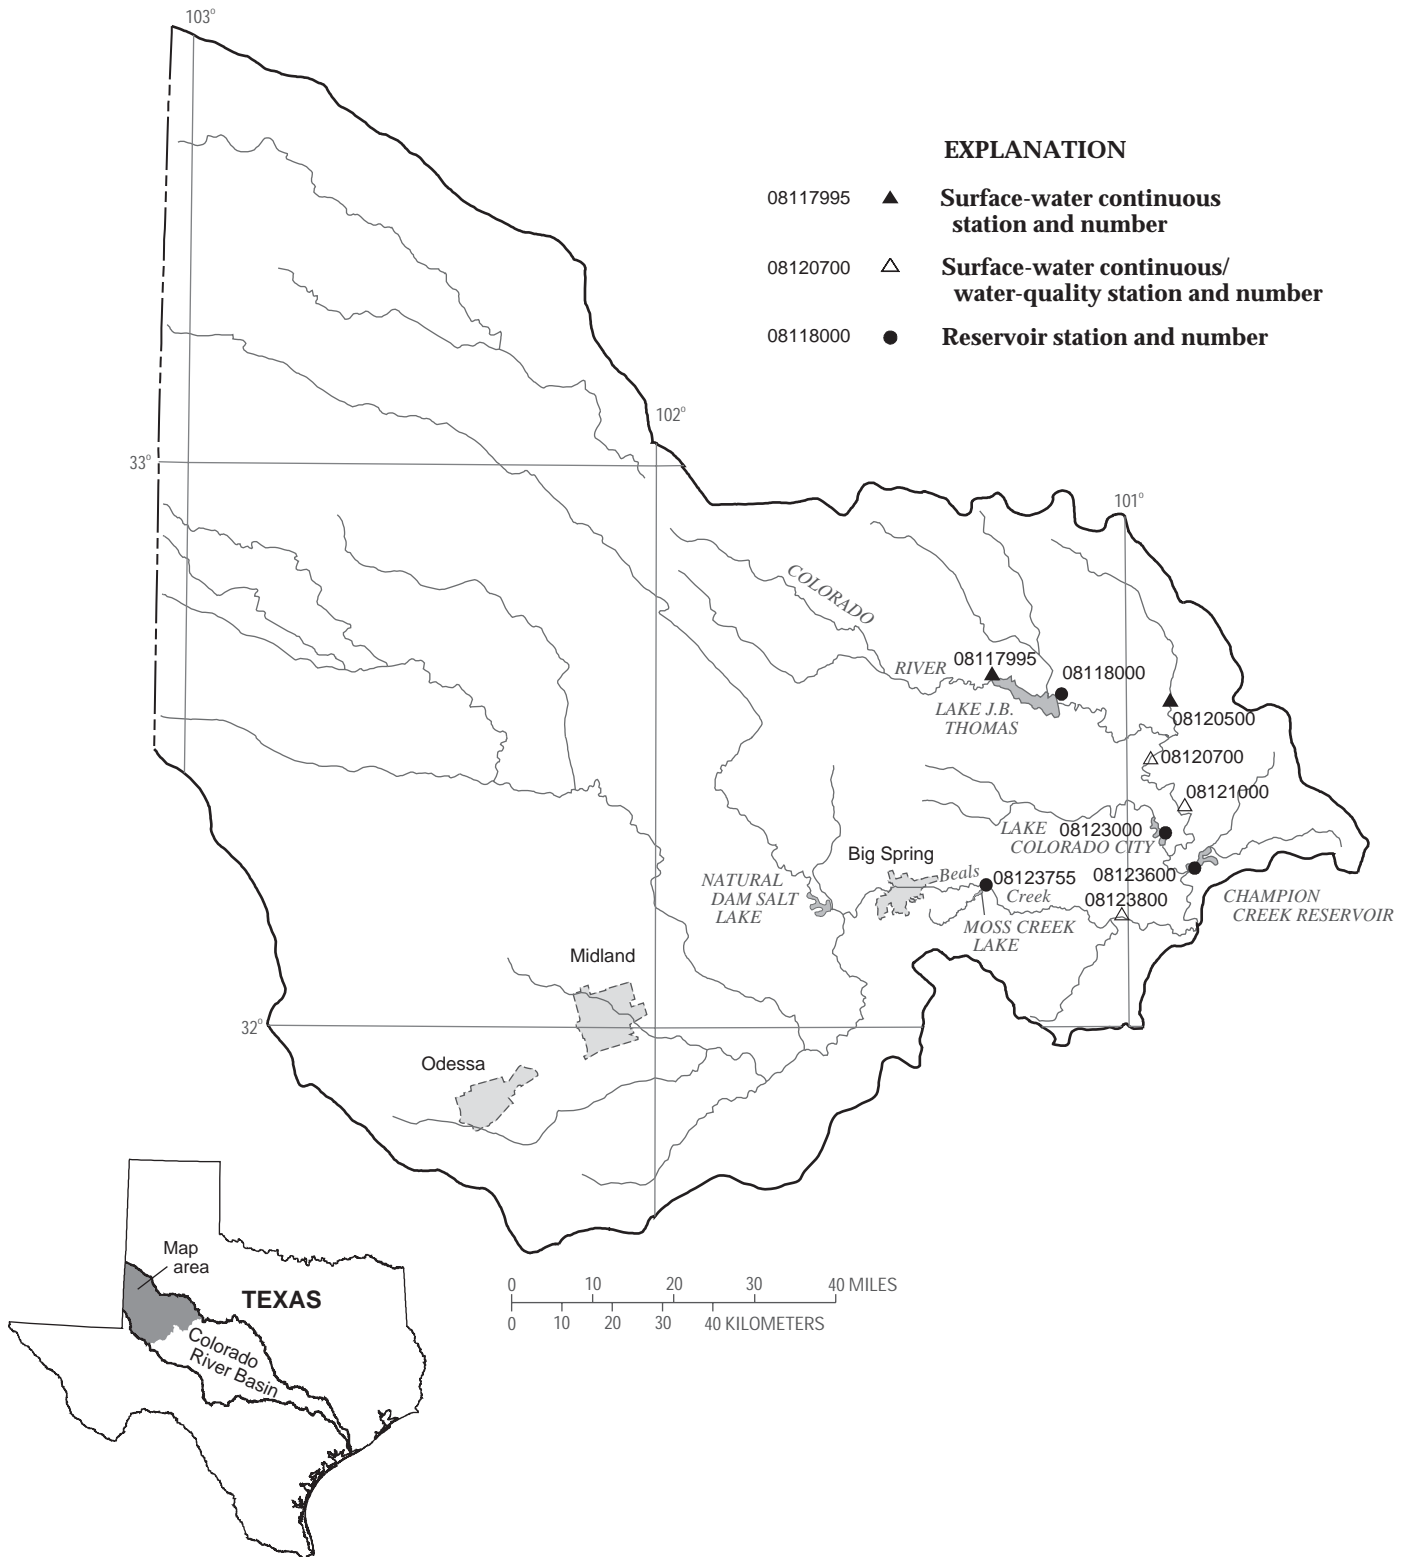 103°
EXPLANATION
08117995 Surface-water continuous
station and number
08120700 Surface-water continuous/
water-quality station and number
08118000 Reservoir station and number
102°
33°
101°
COLORADO
RIVER
08117995
08118000
LAKE J.B.
THOMAS
08120500
08120700
08121000
LAKE
COLORADO CITY
08123000
Big Spring
Beals
Creek
08123755
08123600
08123800
NATURAL
DAM SALT
LAKE
MOSS CREEK
LAKE
CHAMPION
CREEK RESERVOIR
Midland
32°
Odessa
Map
area
TEXAS
Colorado
River Basin
0 10 20 30 40 MILES
0 10 20 30 40 KILOMETERS